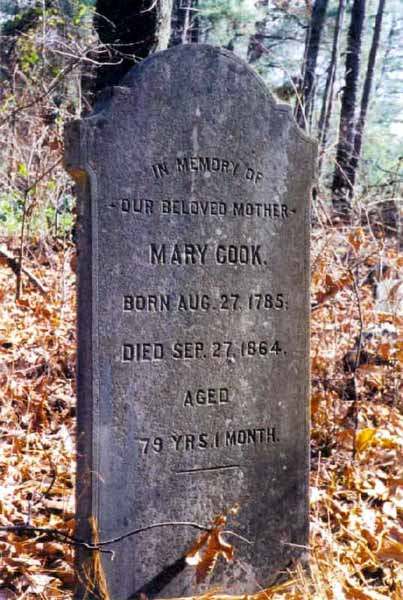 IN MEMORY OF
OUR BELOVED MOTHER
MARY COOK.
BORN AUG. 27, 1785.
DIED SEP. 27, 1864.
AGED
79 YRS. 1 MONTH.